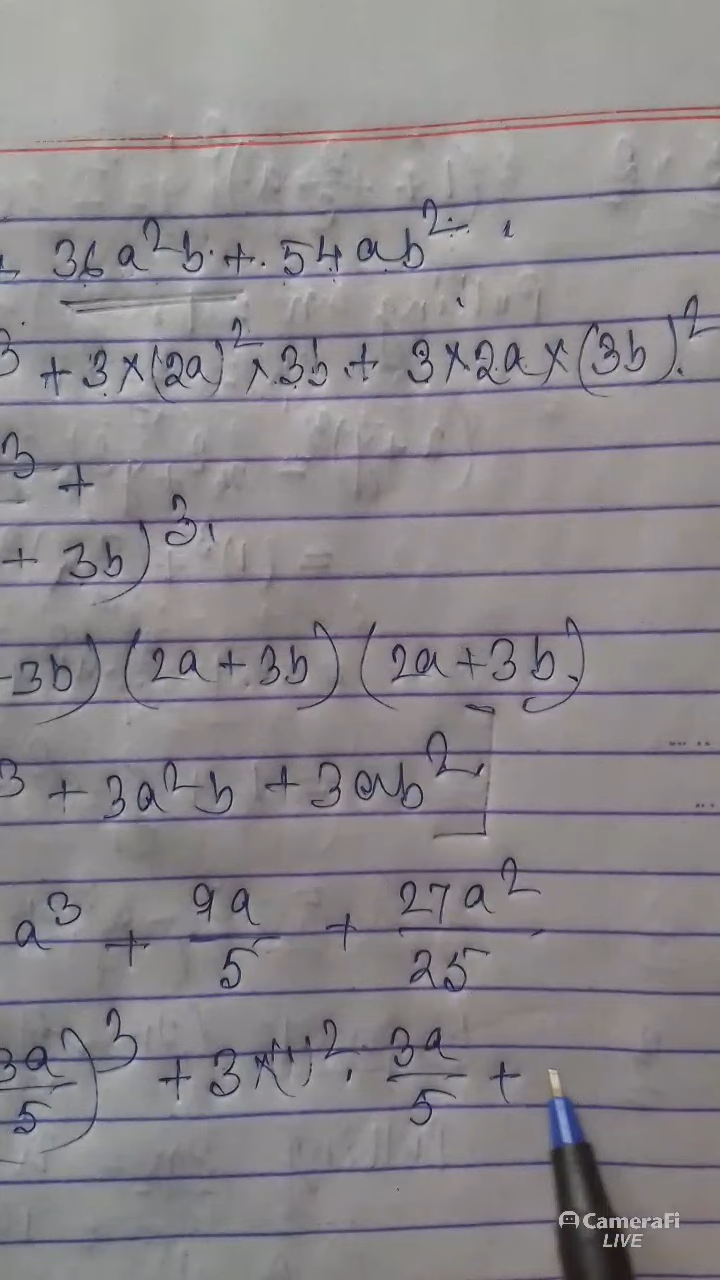 + 36a²b + 54ab²
³ + 3×(2a)²×3b + 3×2a×(3b)²
³ +
+ 3b)³
-3b) (2a+3b) (2a+3b)
³ + 3a²b + 3ab²]
a³ + 9a/5 + 27a²/25
3a/5)³ + 3×(1)²· 3a/5 +
CameraFi
LIVE